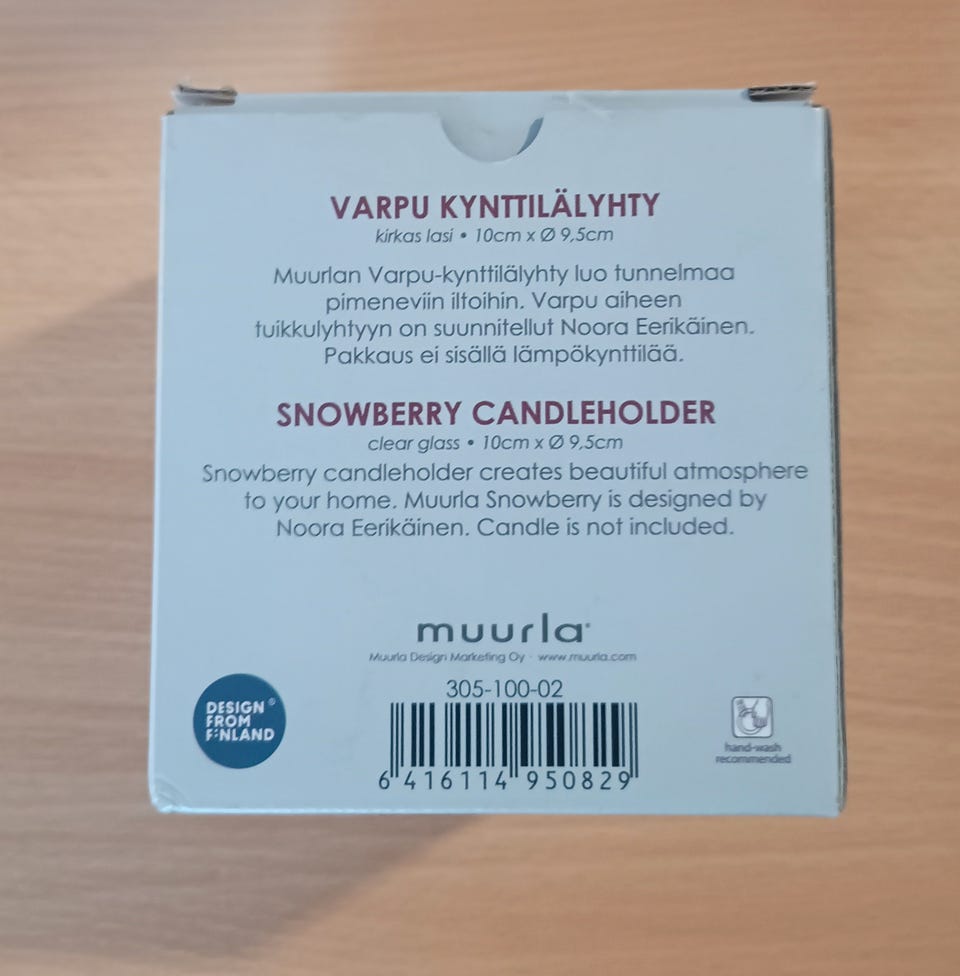 VARPU KYNTTILÄLYHTY
kirkas lasi • 10cm x Ø 9,5cm
Muurlan Varpu-kynttilälyhty luo tunnelmaa
pimeneviin iltoihin. Varpu aiheen
tuikkulyhtyyn on suunnitellut Noora Eerikäinen.
Pakkaus ei sisällä lämpökynttilää.
SNOWBERRY CANDLEHOLDER
clear glass • 10cm x Ø 9,5cm
Snowberry candleholder creates beautiful atmosphere
to your home. Muurla Snowberry is designed by
Noora Eerikäinen. Candle is not included.
muurla®
Muurla Design Marketing Oy · www.muurla.com
305-100-02
DESIGN ®
FROM
FINLAND
hand-wash
recommended
6 416114 950829